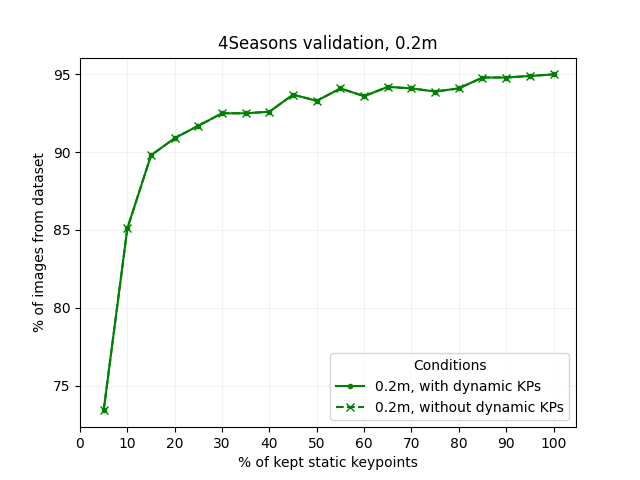 4Seasons validation, 0.2m
% of images from dataset
95
90
85
80
75
Conditions
0.2m, with dynamic KPs
0.2m, without dynamic KPs
0 10 20 30 40 50 60 70 80 90 100
% of kept static keypoints